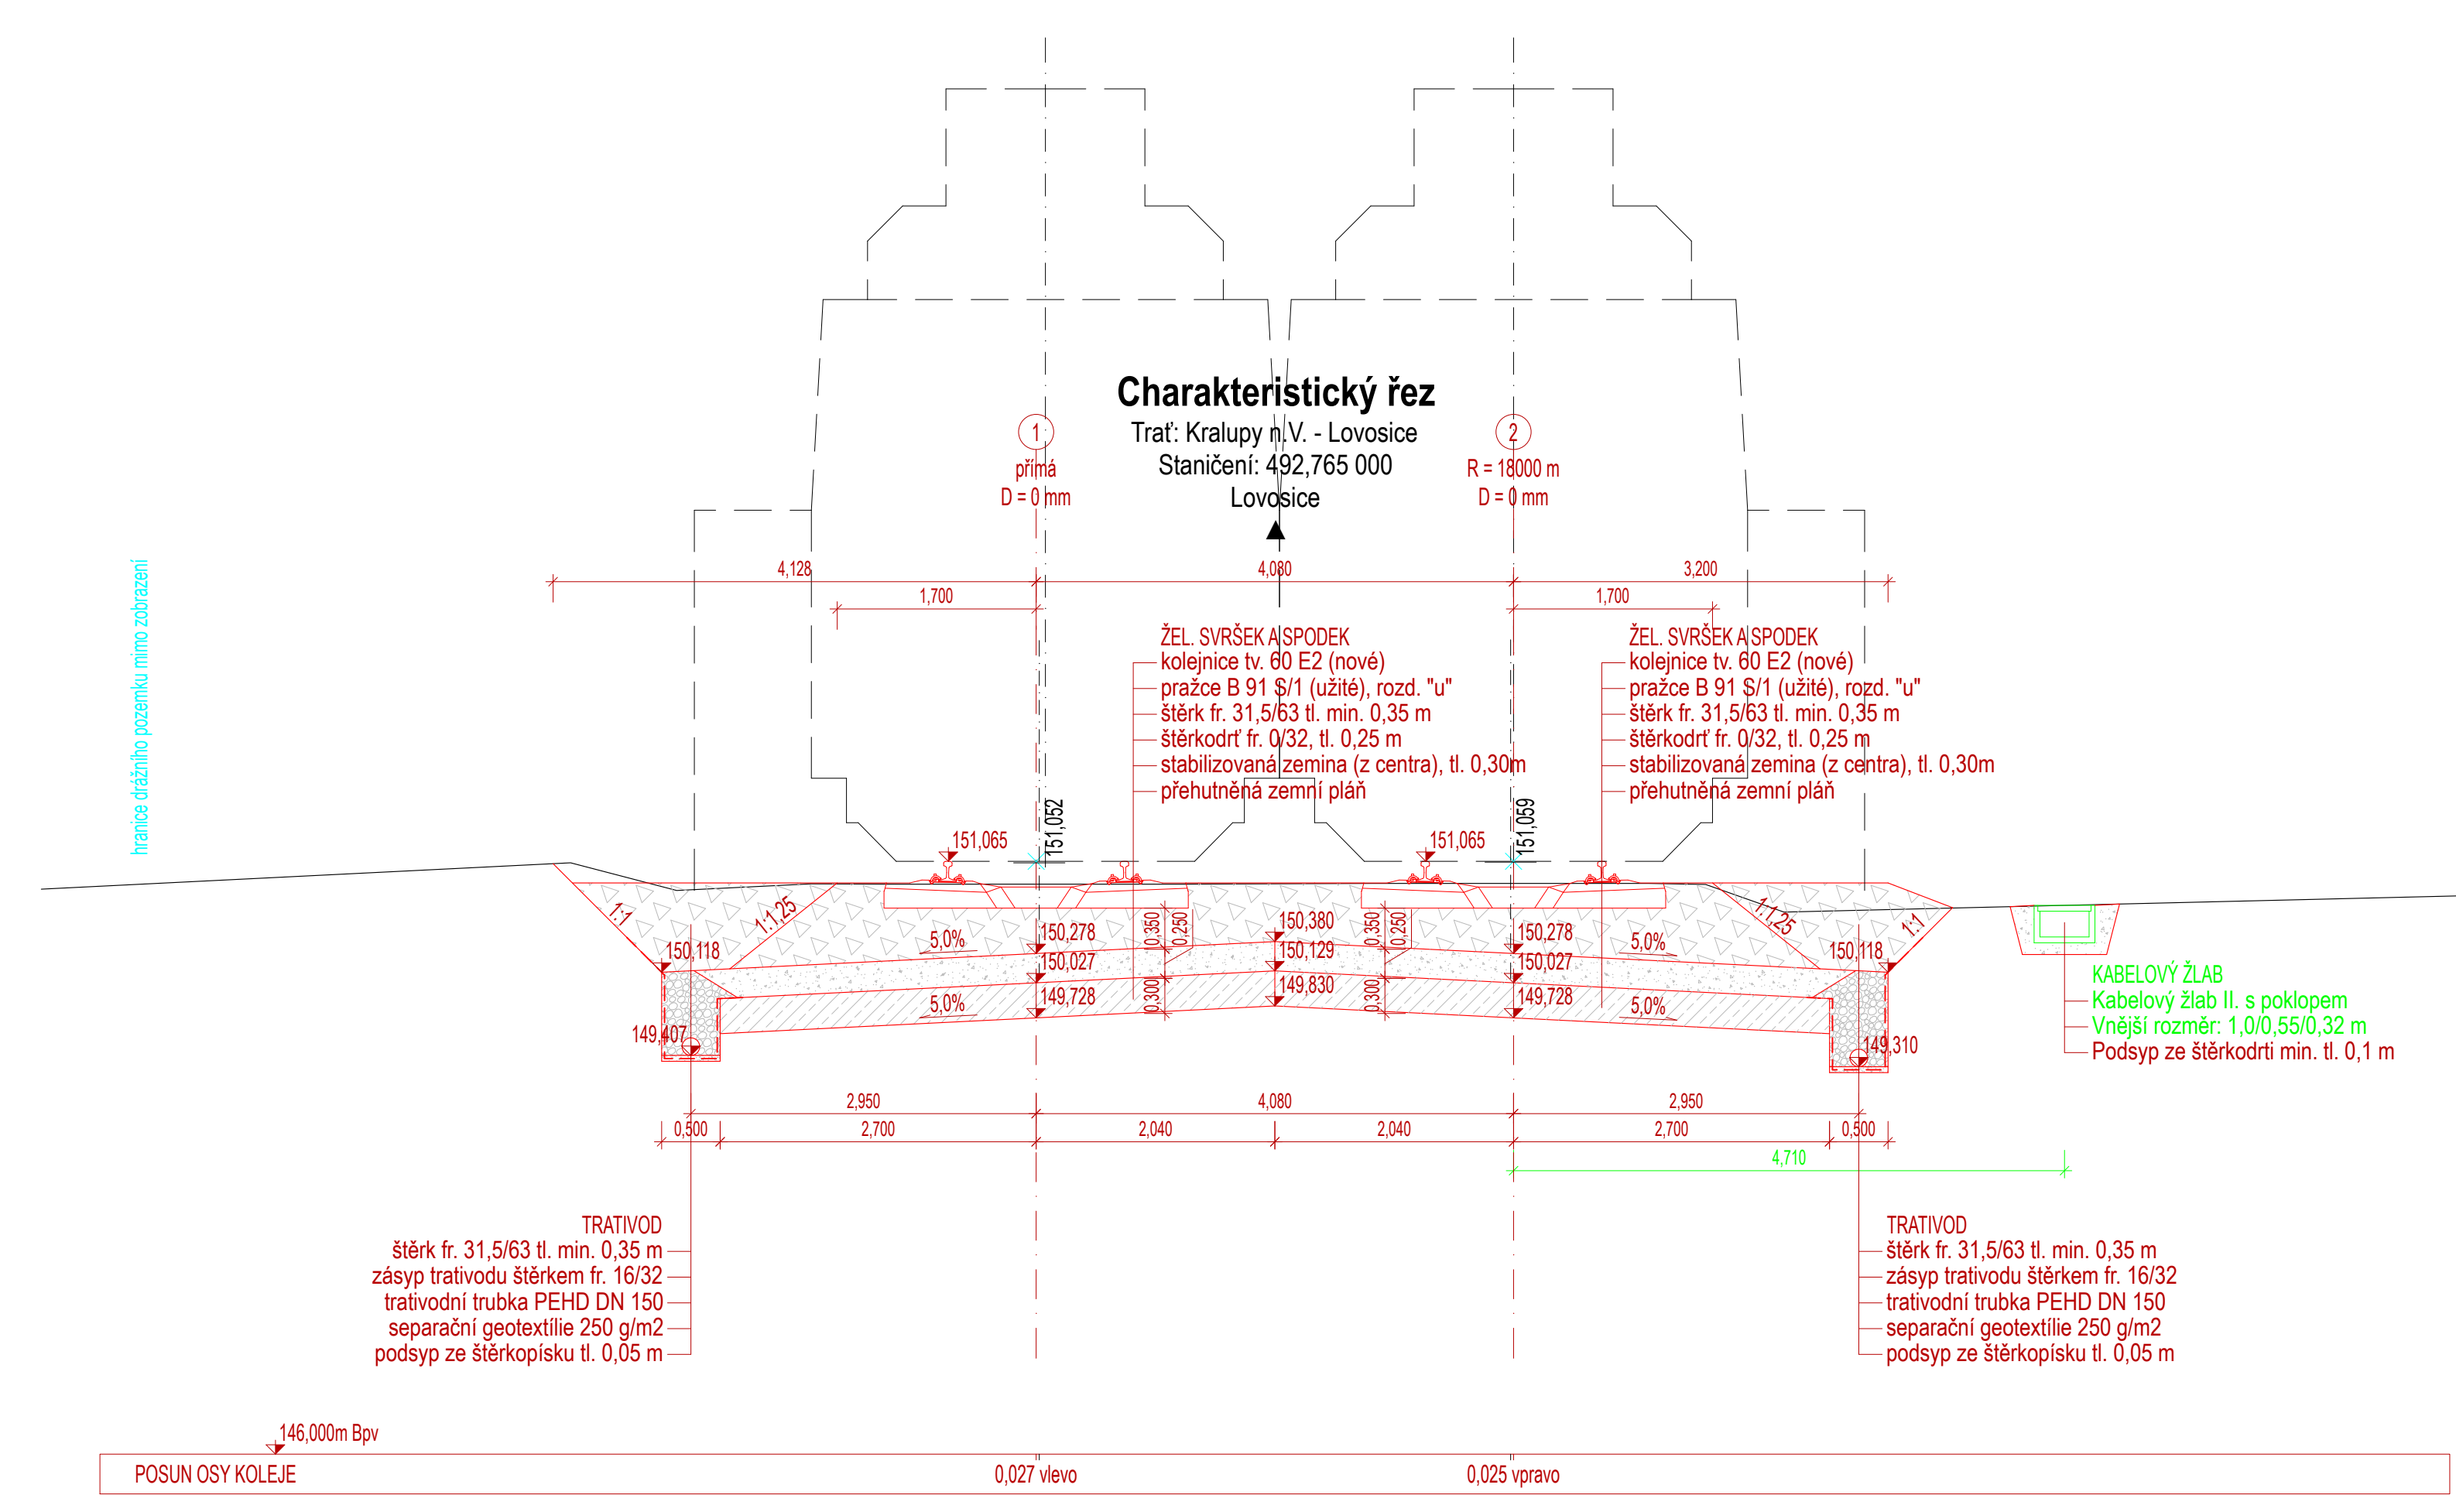 Charakteristický řez
Trať: Kralupy n.V. - Lovosice
Staničení: 492,765 000
Lovosice
1
přímá
D = 0 mm
2
R = 18000 m
D = 0 mm
hranice drážního pozemku mimo zobrazení
4,128
4,080
3,200
1,700
1,700
ŽEL. SVRŠEK A SPODEK
kolejnice tv. 60 E2 (nové)
pražce B 91 S/1 (užité), rozd. "u"
štěrk fr. 31,5/63 tl. min. 0,35 m
štěrkodrť fr. 0/32, tl. 0,25 m
stabilizovaná zemina (z centra), tl. 0,30m
přehutněná zemní pláň
ŽEL. SVRŠEK A SPODEK
kolejnice tv. 60 E2 (nové)
pražce B 91 S/1 (užité), rozd. "u"
štěrk fr. 31,5/63 tl. min. 0,35 m
štěrkodrť fr. 0/32, tl. 0,25 m
stabilizovaná zemina (z centra), tl. 0,30m
přehutněná zemní pláň
151,065
151,052
151,065
151,059
1:1
1:1,25
1:1,25
1:1
150,118
5,0%
150,278
0,350
0,250
150,380
0,350
0,250
150,278
5,0%
150,118
150,027
150,129
150,027
149,407
5,0%
149,728
0,300
149,830
0,300
149,728
5,0%
149,310
KABELOVÝ ŽLAB
Kabelový žlab II. s poklopem
Vnější rozměr: 1,0/0,55/0,32 m
Podsyp ze štěrkodrti min. tl. 0,1 m
2,950
4,080
2,950
0,500
2,700
2,040
2,040
2,700
0,500
4,710
TRATIVOD
štěrk fr. 31,5/63 tl. min. 0,35 m
zásyp trativodu štěrkem fr. 16/32
trativodní trubka PEHD DN 150
separační geotextílie 250 g/m2
podsyp ze štěrkopísku tl. 0,05 m
TRATIVOD
štěrk fr. 31,5/63 tl. min. 0,35 m
zásyp trativodu štěrkem fr. 16/32
trativodní trubka PEHD DN 150
separační geotextílie 250 g/m2
podsyp ze štěrkopísku tl. 0,05 m
146,000m Bpv
POSUN OSY KOLEJE
0,027 vlevo
0,025 vpravo